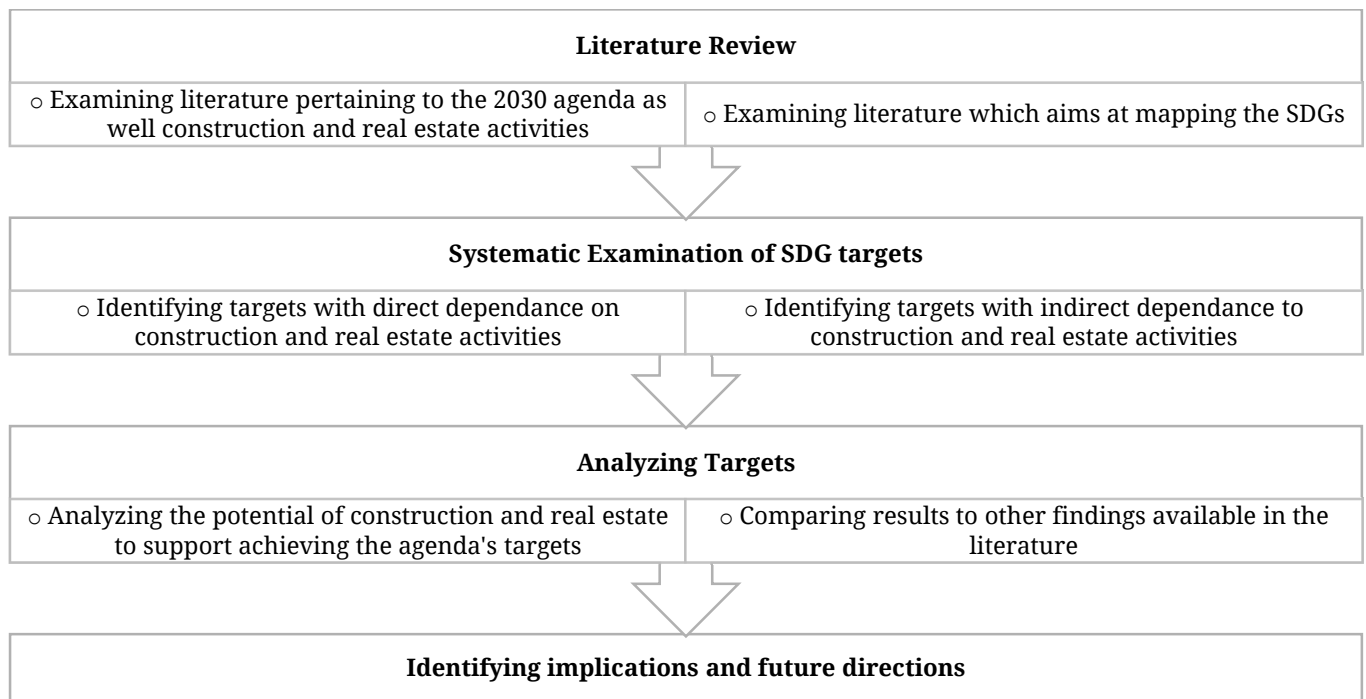 Literature Review
○ Examining literature pertaining to the 2030 agenda as
well construction and real estate activities
○ Examining literature which aims at mapping the SDGs
Systematic Examination of SDG targets
○ Identifying targets with direct dependance on
construction and real estate activities
○ Identifying targets with indirect dependance to
construction and real estate activities
Analyzing Targets
○ Analyzing the potential of construction and real estate
to support achieving the agenda's targets
○ Comparing results to other findings available in the
literature
Identifying implications and future directions